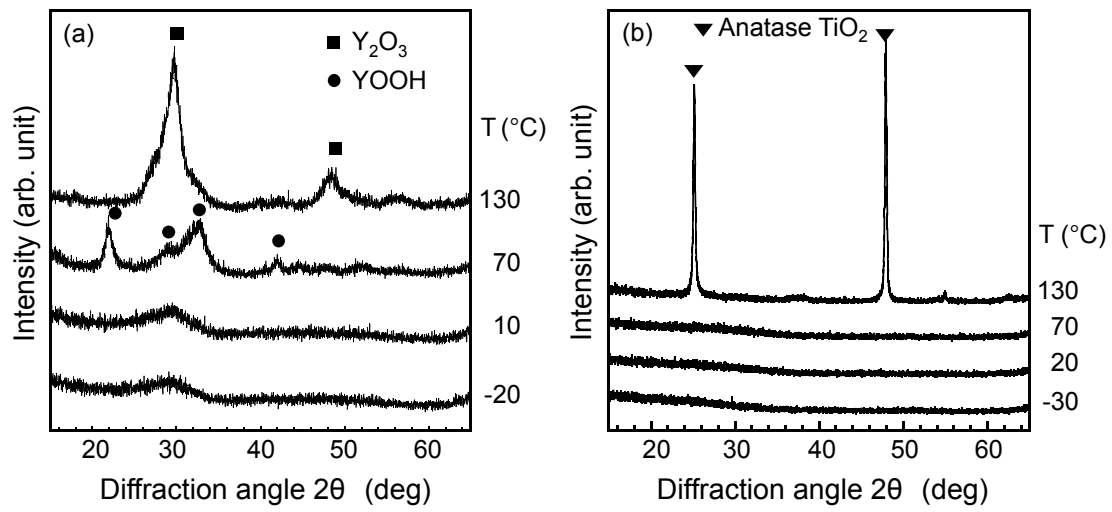 (a)
■ Y₂O₃
● YOOH
T (°C)
130
70
10
-20
Intensity (arb. unit)
20 30 40 50 60
Diffraction angle 2θ (deg)
(b)
▼ Anatase TiO₂
T (°C)
130
70
20
-30
Intensity (arb. unit)
20 30 40 50 60
Diffraction angle 2θ (deg)